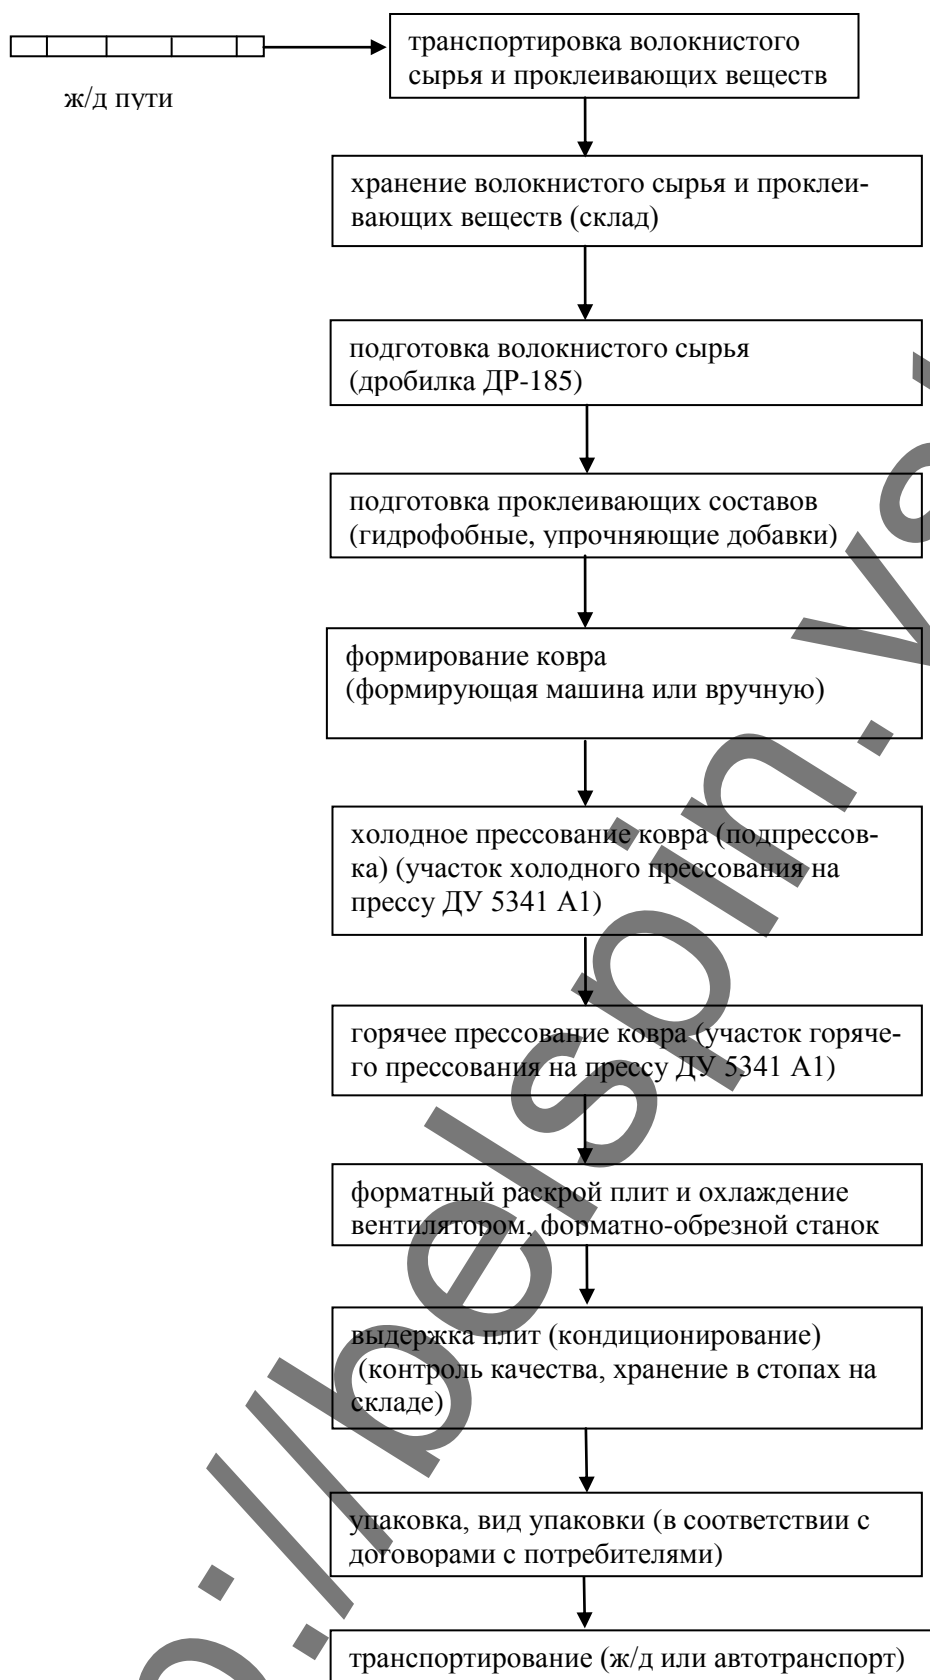 транспортировка волокнистого
сырья и проклеивающих веществ
ж/д пути
хранение волокнистого сырья и проклеи-
вающих веществ (склад)
подготовка волокнистого сырья
(дробилка ДР-185)
подготовка проклеивающих составов
(гидрофобные, упрочняющие добавки)
формирование ковра
(формирующая машина или вручную)
холодное прессование ковра (подпрессов-
ка) (участок холодного прессования на
прессу ДУ 5341 А1)
горячее прессование ковра (участок горяче-
го прессования на прессу ДУ 5341 А1)
форматный раскрой плит и охлаждение
вентилятором, форматно-обрезной станок
выдержка плит (кондиционирование)
(контроль качества, хранение в стопах на
складе)
упаковка, вид упаковки (в соответствии с
договорами с потребителями)
транспортирование (ж/д или автотранспорт)
p://belspin.vs